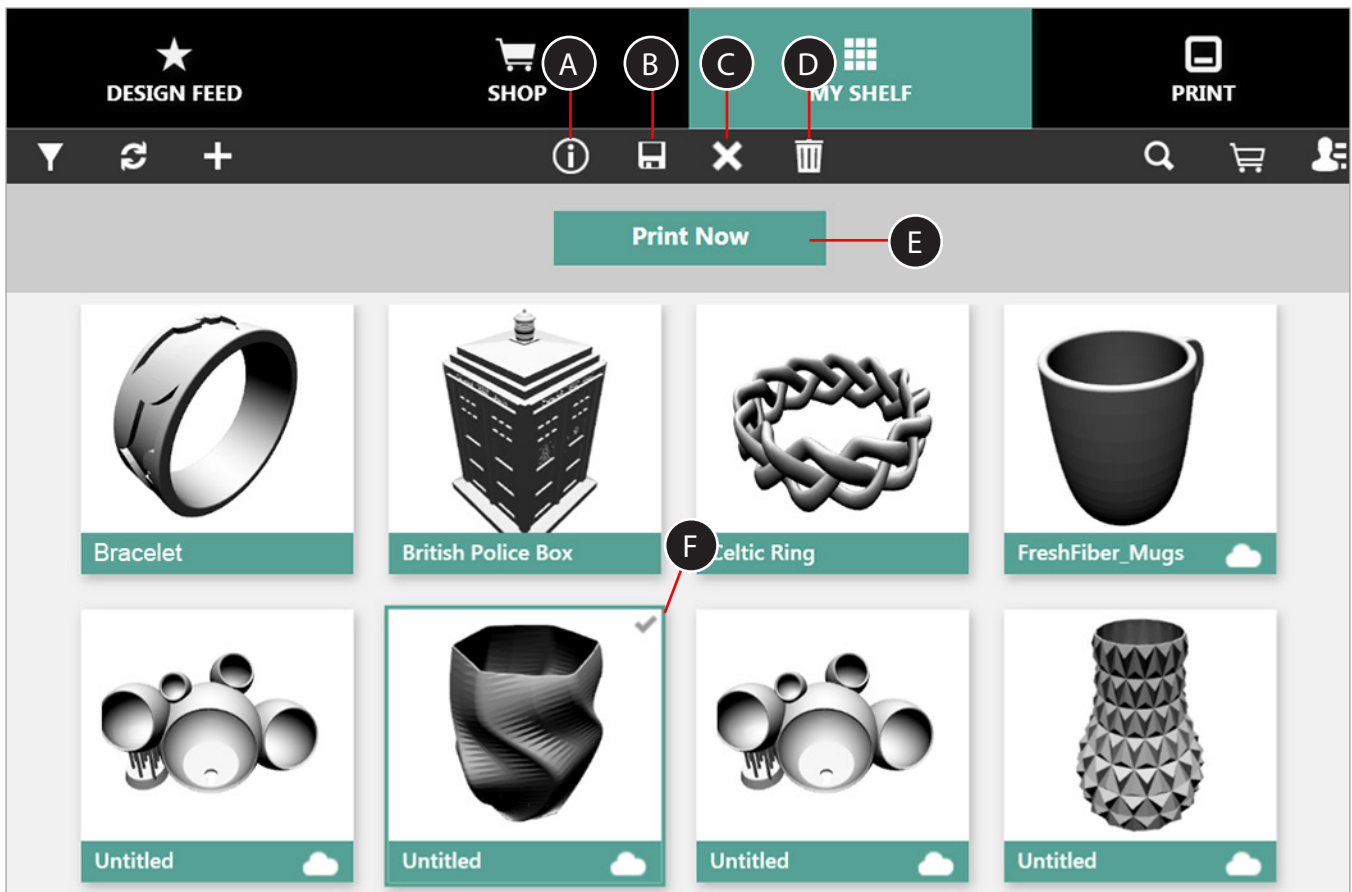 DESIGN FEED
SHOP
MY SHELF
PRINT
A
B
C
D
Print Now
E
Bracelet
British Police Box
F
Celtic Ring
FreshFiber_Mugs
Untitled
Untitled
Untitled
Untitled